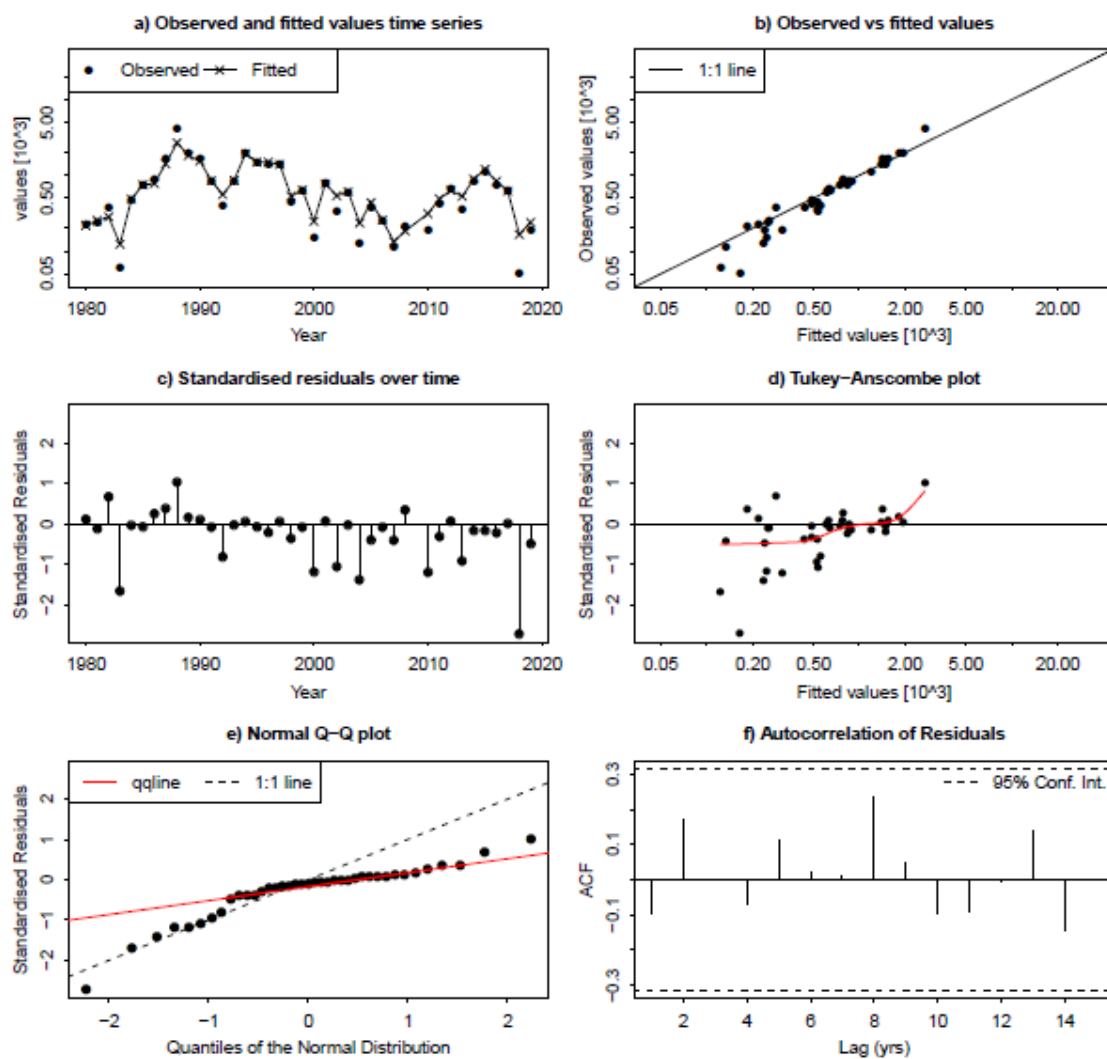 a) Observed and fitted values time series
Observed Fitted
values [10^3]
0.05 0.50 5.00
1980 1990 2000 2010 2020
Year
b) Observed vs fitted values
1:1 line
Observed values [10^3]
0.05 0.50 5.00
0.05 0.20 0.50 2.00 5.00 20.00
Fitted values [10^3]
c) Standardised residuals over time
Standardised Residuals
−2 −1 0 1 2
1980 1990 2000 2010 2020
Year
d) Tukey−Anscombe plot
Standardised Residuals
−2 −1 0 1 2
0.05 0.20 0.50 2.00 5.00 20.00
Fitted values [10^3]
e) Normal Q−Q plot
qqline 1:1 line
Standardised Residuals
−2 −1 0 1 2
−2 −1 0 1 2
Quantiles of the Normal Distribution
f) Autocorrelation of Residuals
95% Conf. Int.
ACF
−0.3 −0.1 0.1 0.3
2 4 6 8 10 12 14
Lag (yrs)